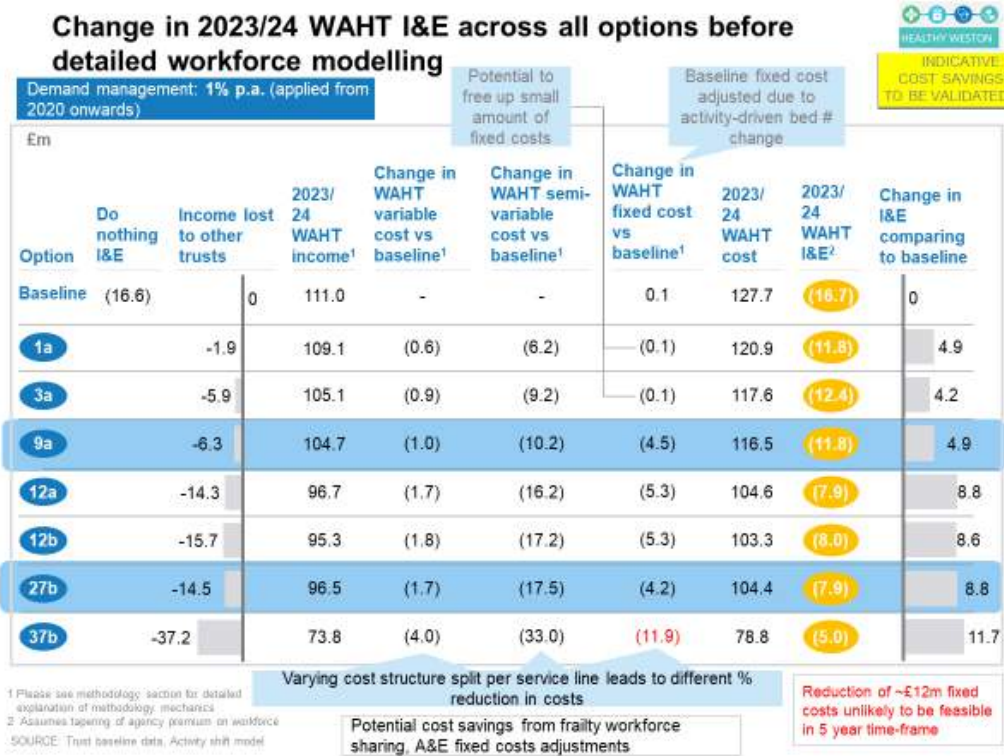 Change in 2023/24 WAHT I&E across all options before
detailed workforce modelling
HEALTHY WESTON
INDICATIVE
COST SAVINGS
TO BE VALIDATED
Demand management: 1% p.a. (applied from
2020 onwards)
Potential to
free up small
amount of
fixed costs
Baseline fixed cost
adjusted due to
activity-driven bed #
change
£m
Option
Do
nothing
I&E
Income lost
to other
trusts
2023/
24
WAHT
income¹
Change in
WAHT
variable
cost vs
baseline¹
Change in
WAHT semi-
variable
cost vs
baseline¹
Change in
WAHT
fixed cost
vs
baseline¹
2023/
24
WAHT
cost
2023/
24
WAHT
I&E²
Change in
I&E
comparing
to baseline
Baseline (16.6) 0 111.0 - - 0.1 127.7 (16.7) 0
1a -1.9 109.1 (0.6) (6.2) (0.1) 120.9 (11.8) 4.9
3a -5.9 105.1 (0.9) (9.2) (0.1) 117.6 (12.4) 4.2
9a -6.3 104.7 (1.0) (10.2) (4.5) 116.5 (11.8) 4.9
12a -14.3 96.7 (1.7) (16.2) (5.3) 104.6 (7.9) 8.8
12b -15.7 95.3 (1.8) (17.2) (5.3) 103.3 (8.0) 8.6
27b -14.5 96.5 (1.7) (17.5) (4.2) 104.4 (7.9) 8.8
37b -37.2 73.8 (4.0) (33.0) (11.9) 78.8 (5.0) 11.7
Varying cost structure split per service line leads to different %
reduction in costs
Potential cost savings from frailty workforce
sharing, A&E fixed costs adjustments
Reduction of ~£12m fixed
costs unlikely to be feasible
in 5 year time-frame
1 Please see methodology section for detailed
explanation of methodology mechanics
2 Assumes tapering of agency premium on workforce
SOURCE: Trust baseline data, Activity shift model